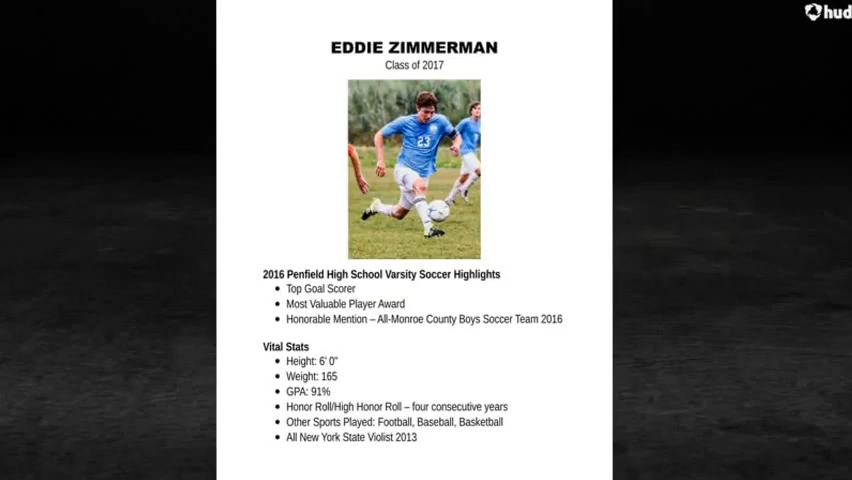 hud
EDDIE ZIMMERMAN
Class of 2017
23
2016 Penfield High School Varsity Soccer Highlights
Top Goal Scorer
Most Valuable Player Award
Honorable Mention – All-Monroe County Boys Soccer Team 2016
Vital Stats
Height: 6' 0"
Weight: 165
GPA: 91%
Honor Roll/High Honor Roll – four consecutive years
Other Sports Played: Football, Baseball, Basketball
All New York State Violist 2013